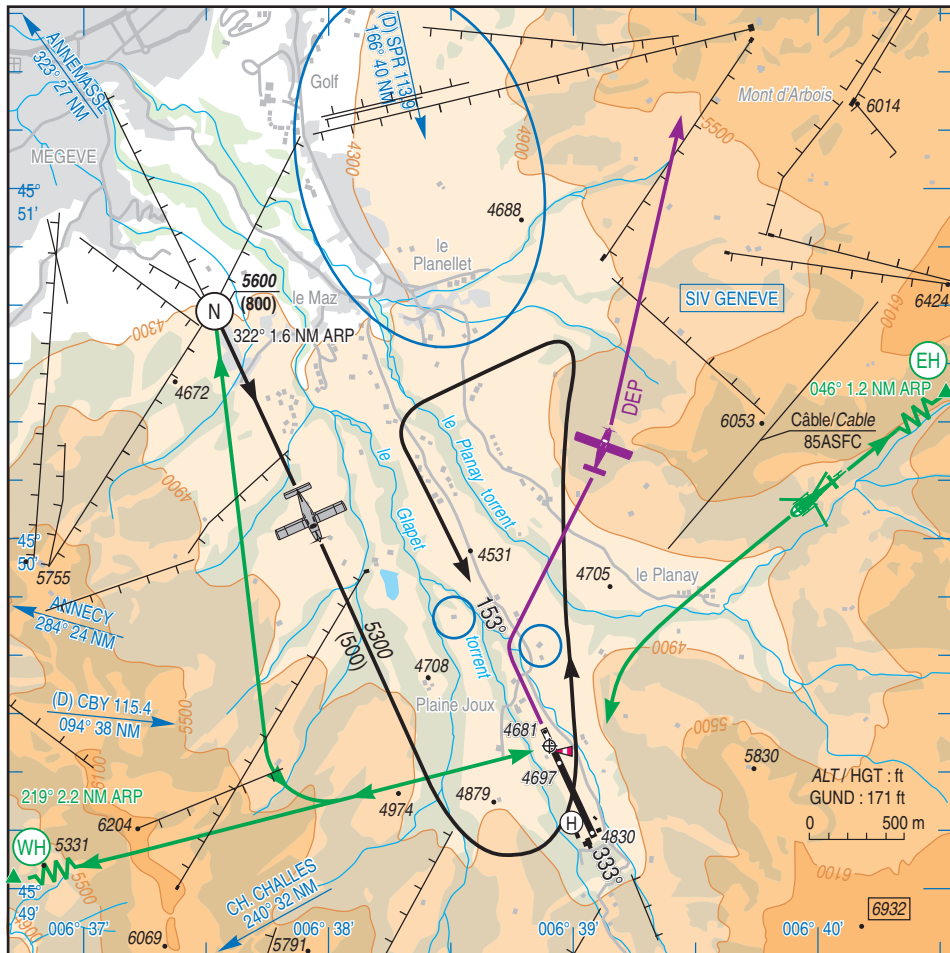 ANNEMASSE
323° 27 NM
(D) SPR 113.9
166° 40 NM
Golf
4900
4300
Mont d'Arbois
6014
5500
MEGEVE
45°
51'
4688
le
Planellet
5600
(800)
le Maz
SIV GENEVE
6100
6424
N
322° 1.6 NM ARP
4300
EH
046° 1.2 NM ARP
4672
DEP
6053
Câble/Cable
85ASFC
le Planay torrent
4900
le Glapet torrent
45°
50'
5755
4531
4705
le Planay
ANNECY
284° 24 NM
5300
(500)
153°
4900
4708
(D) CBY 115.4
094° 38 NM
5500
6100
Plaine Joux
4681
5500
5830
4697
ALT / HGT : ft
GUND : 171 ft
0 500 m
219° 2.2 NM ARP
4974
4879
6204
H
4830
WH
5331
333°
5500
45°
49'
CH. CHALLES
240° 32 NM
6100
6932
006° 37
006° 38
006° 39
006° 40
6069
5791